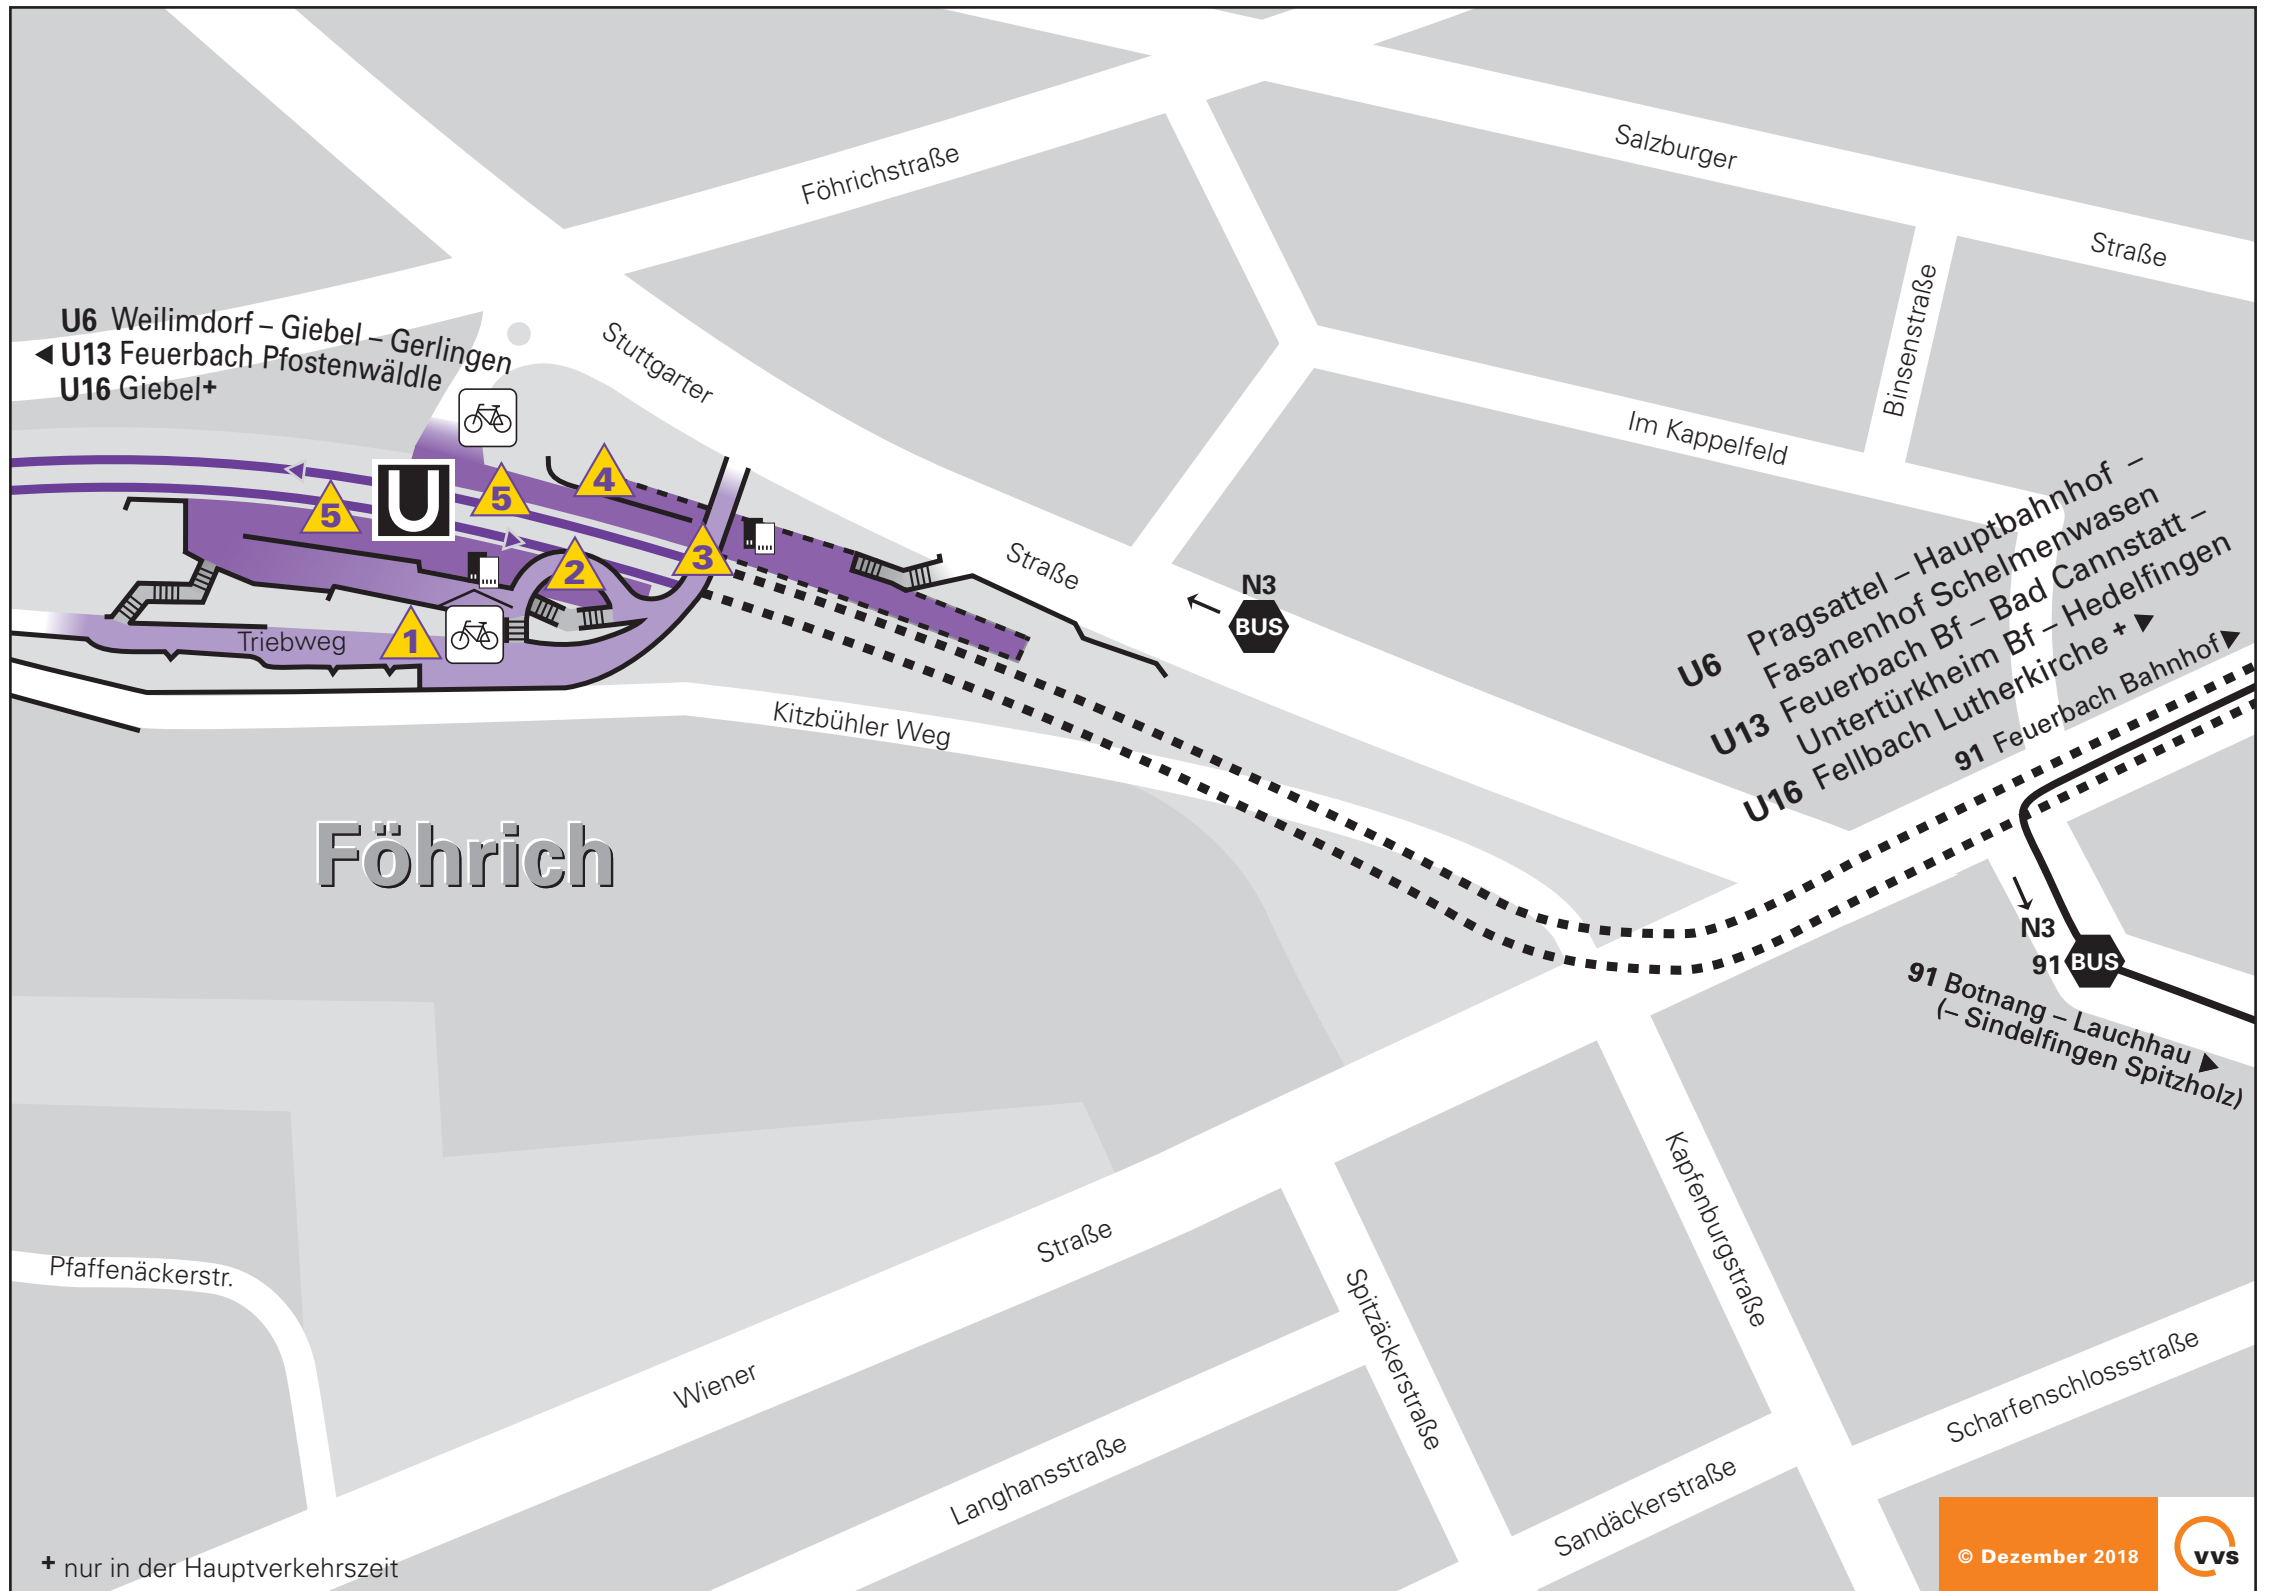 Salzburger
Straße
Föhrichstraße
Binsenstraße
U6 Weilimdorf – Giebel – Gerlingen
U13 Feuerbach Pfostenwäldle
U16 Giebel+
Stuttgarter
Straße
Im Kappelfeld
U
5
5
4
3
2
1
Triebweg
N3
BUS
U6 Pragsattel – Hauptbahnhof –
Fasanenhof Schelmenwasen
U13 Feuerbach Bf – Bad Cannstatt –
Untertürkheim Bf – Hedelfingen
U16 Fellbach Lutherkirche +
91 Feuerbach Bahnhof
Kitzbühler Weg
Föhrich
N3
91
BUS
91 Botnang – Lauchhau
(– Sindelfingen Spitzholz)
Pfaffenäckerstr.
Wiener
Straße
Kapfenburgstraße
Spitzäckerstraße
Langhansstraße
Sandäckerstraße
Scharfenschlossstraße
+ nur in der Hauptverkehrszeit
© Dezember 2018
vvs